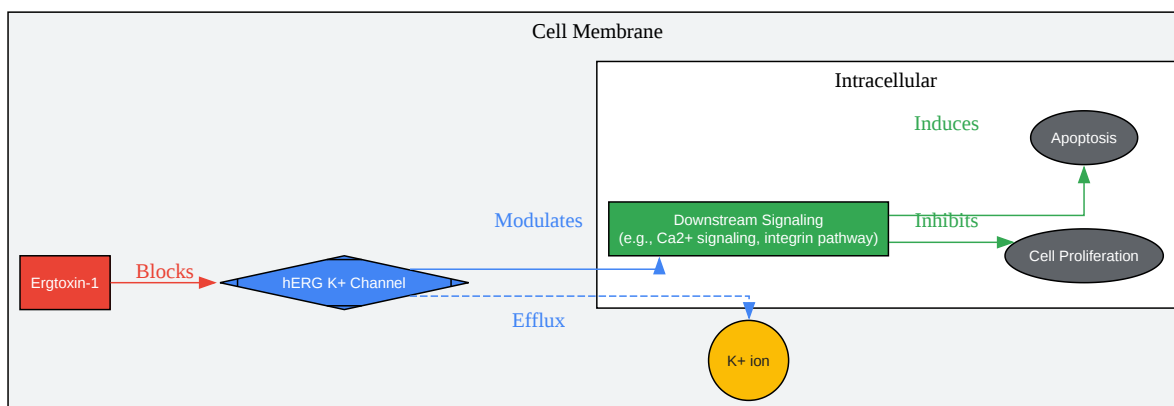 Cell Membrane
Intracellular
Induces
Apoptosis
Modulates
Downstream Signaling
(e.g., Ca2+ signaling, integrin pathway)
Inhibits
Cell Proliferation
Ergtoxin-1
Blocks
hERG K+ Channel
Efflux
K+ ion